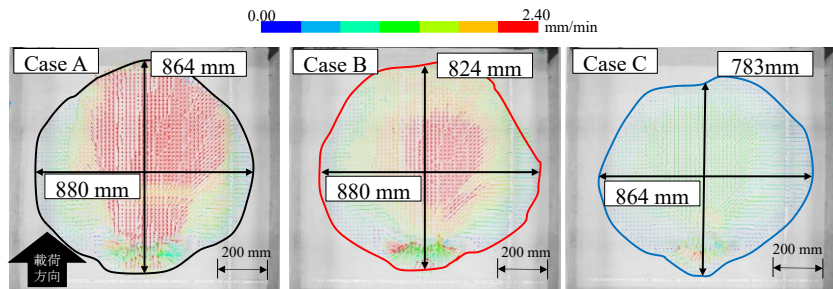 0.00 2.40
mm/min
Case A 864 mm
880 mm
載荷
方向
200 mm
Case B 824 mm
880 mm
200 mm
Case C 783mm
864 mm
200 mm